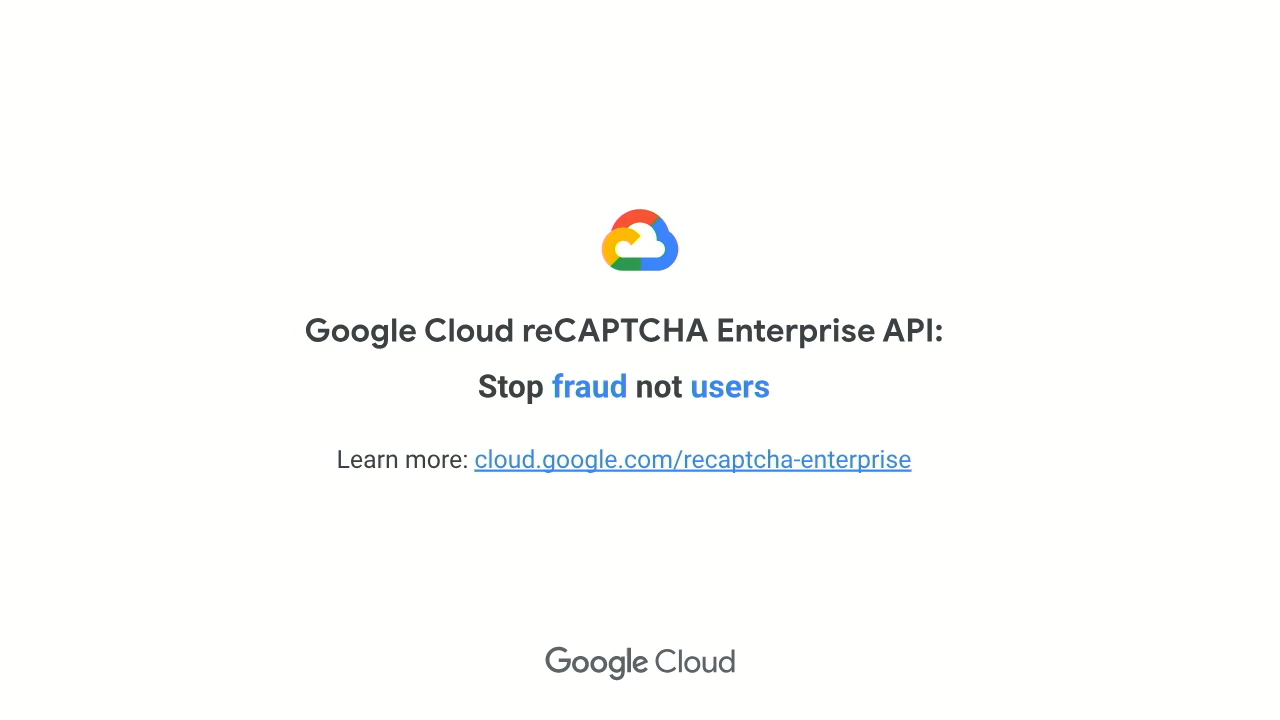 Google Cloud reCAPTCHA Enterprise API:
Stop fraud not users
Learn more: cloud.google.com/recaptcha-enterprise
Google Cloud